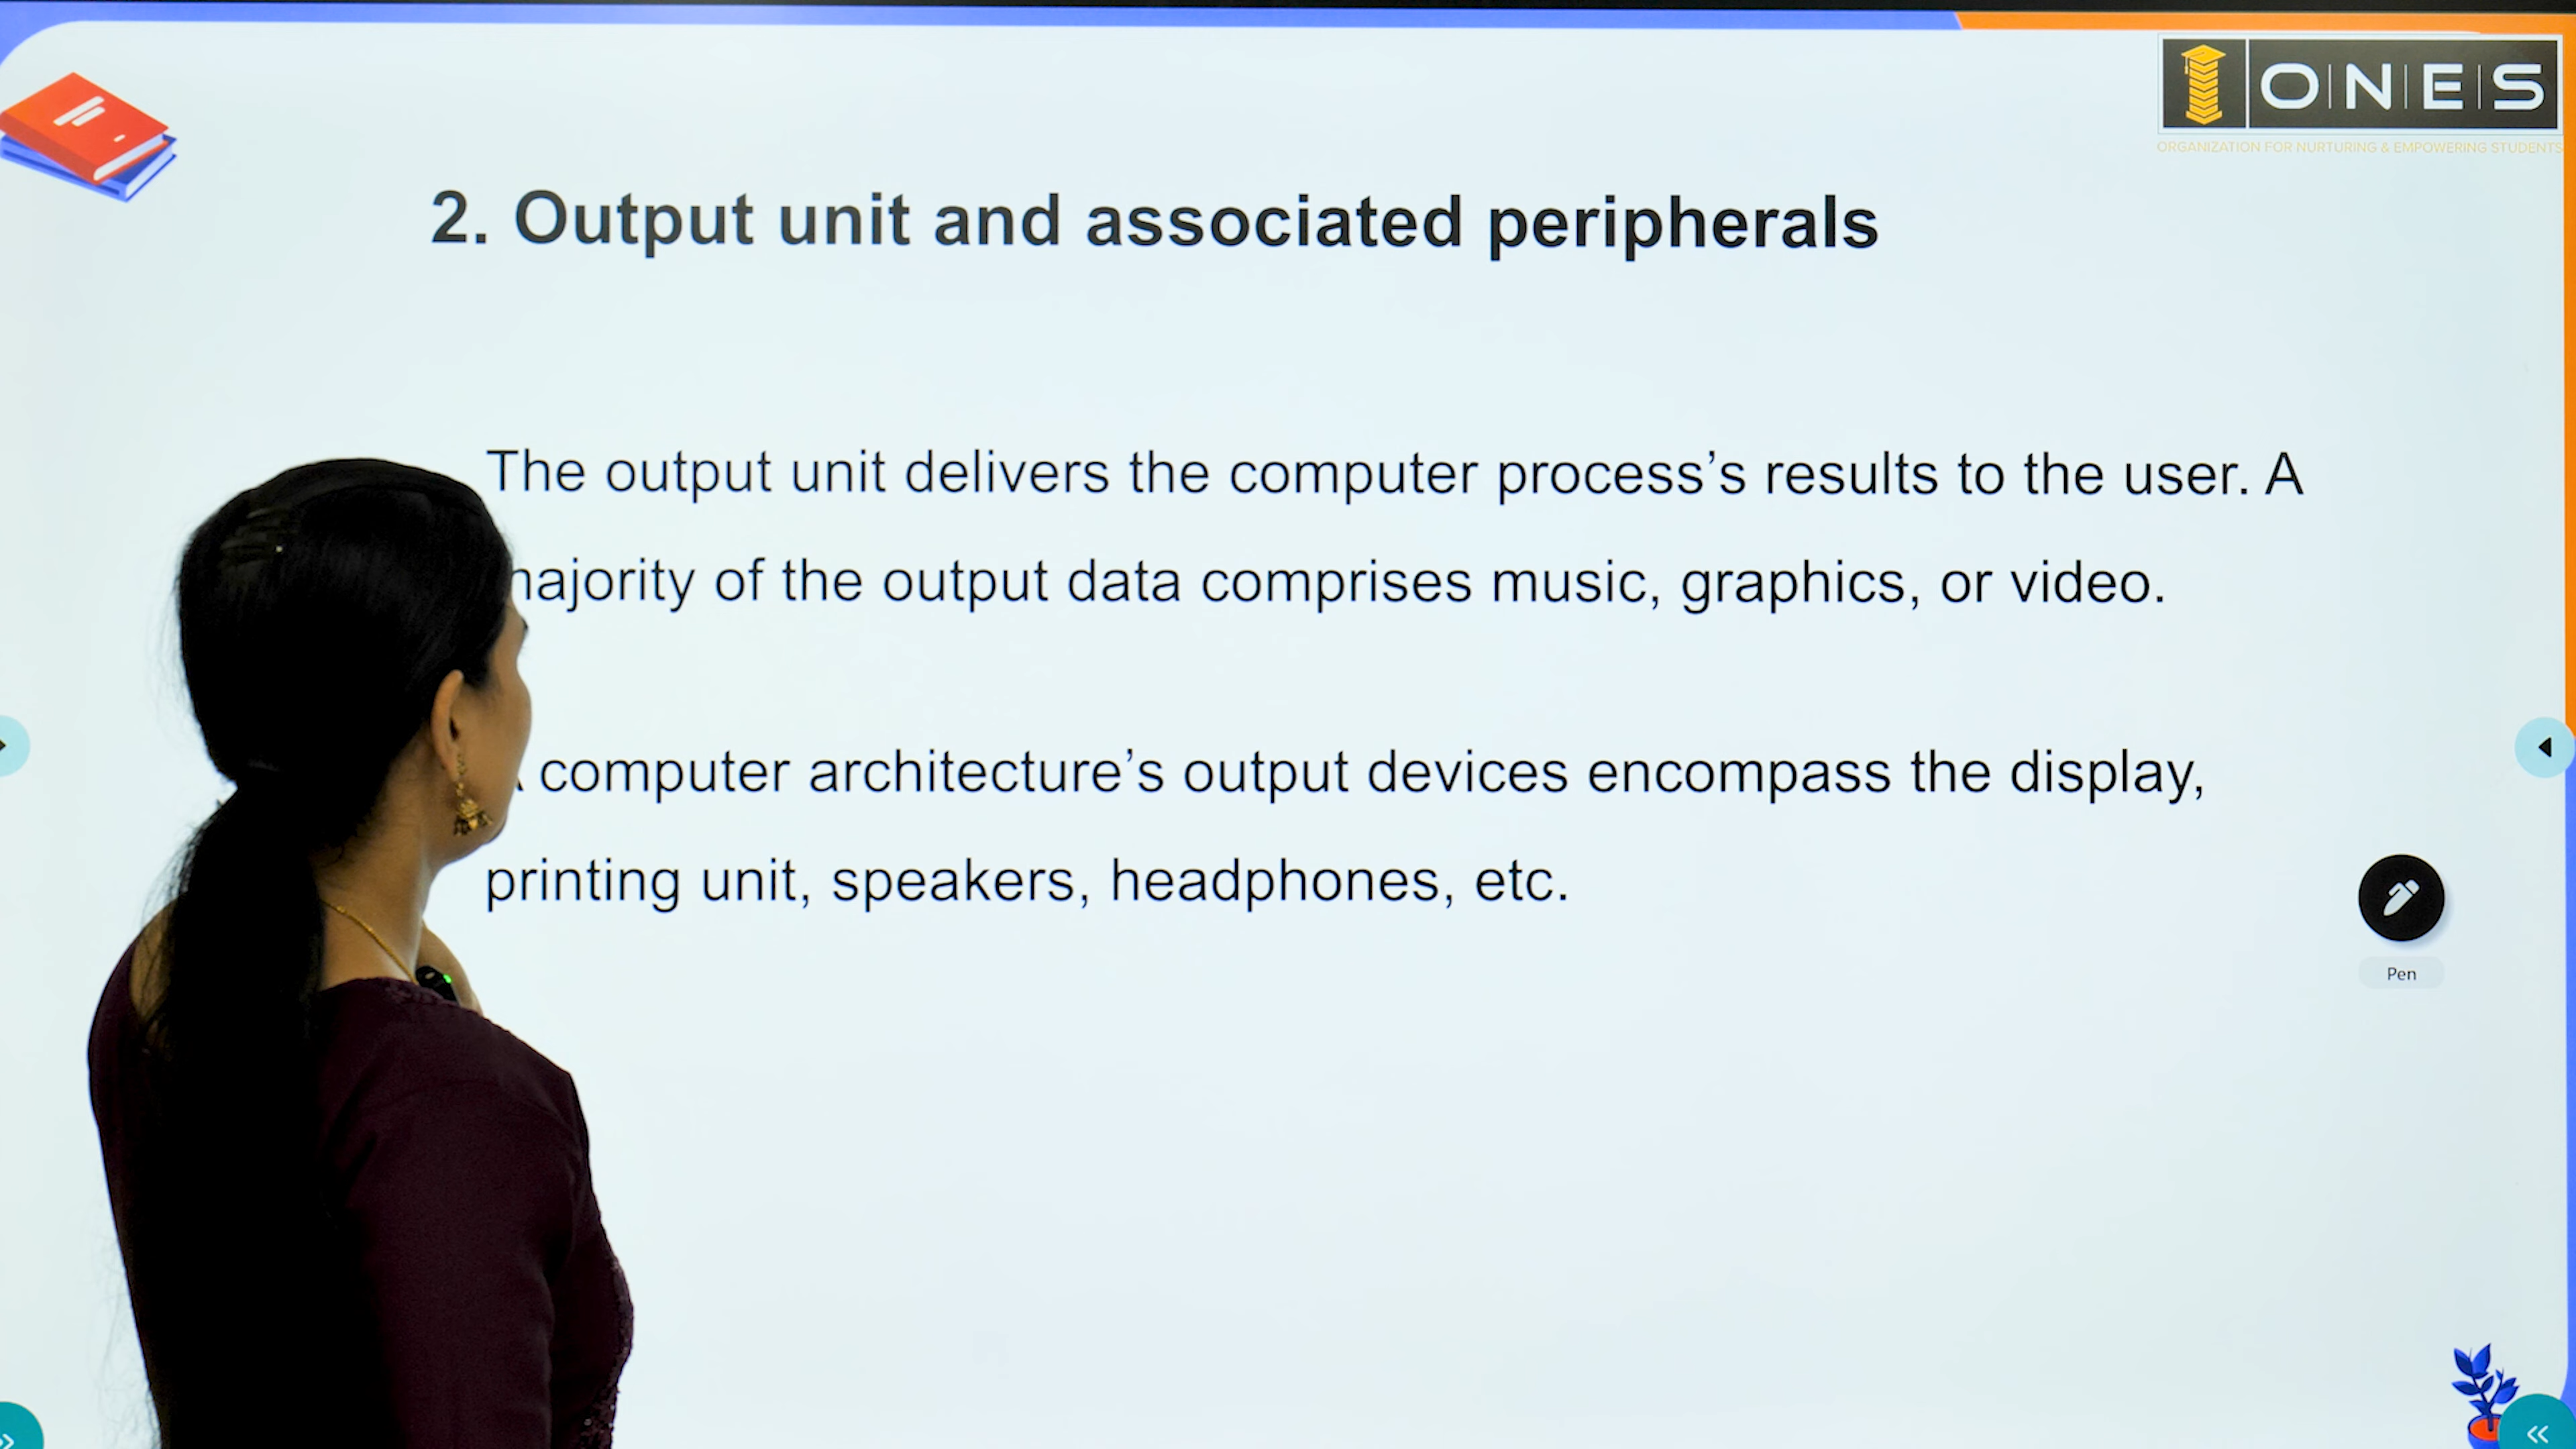 ONES
ORGANIZATION FOR NURTURING & EMPOWERING STUDENTS
2. Output unit and associated peripherals
The output unit delivers the computer process’s results to the user. A
majority of the output data comprises music, graphics, or video.
A computer architecture’s output devices encompass the display,
printing unit, speakers, headphones, etc.
Pen